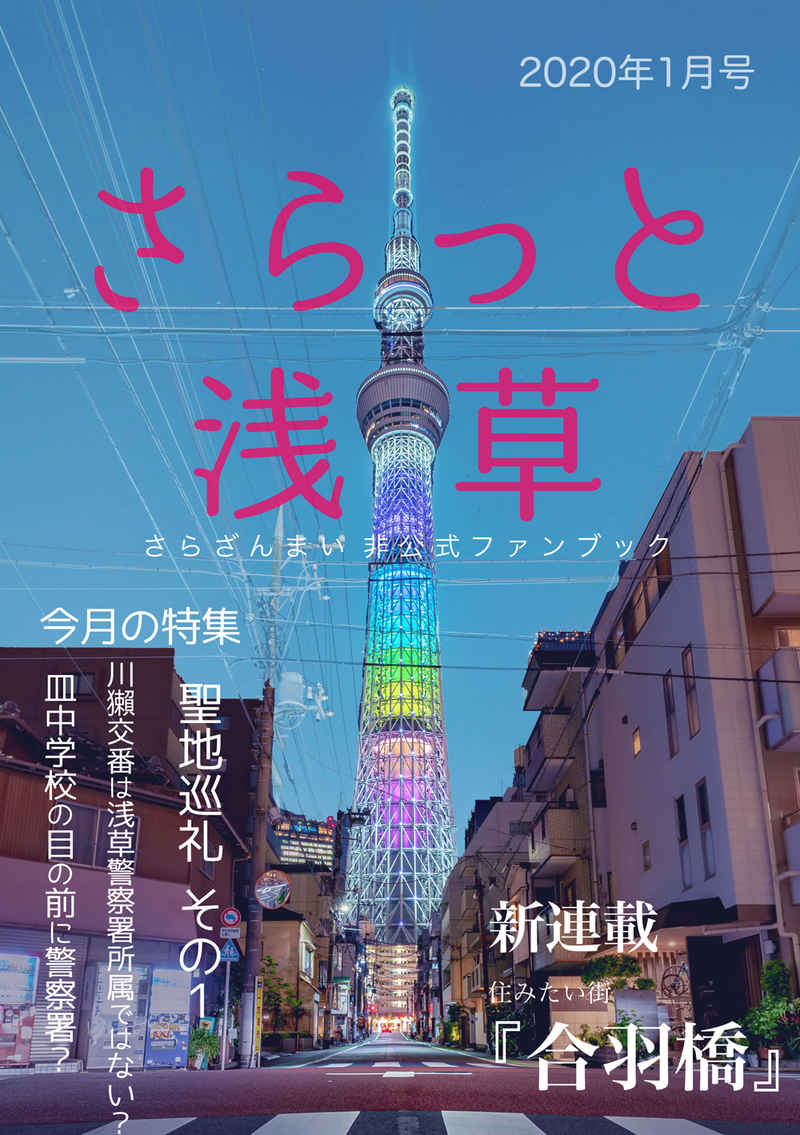 2020年1月号
さらっと
浅草
さらざんまい 非公式ファンブック
今月の特集
聖地巡礼 その1
川獺交番は浅草警察署所属ではない?
皿中学校の目の前に警察署?
新連載
住みたい街
『合羽橋』